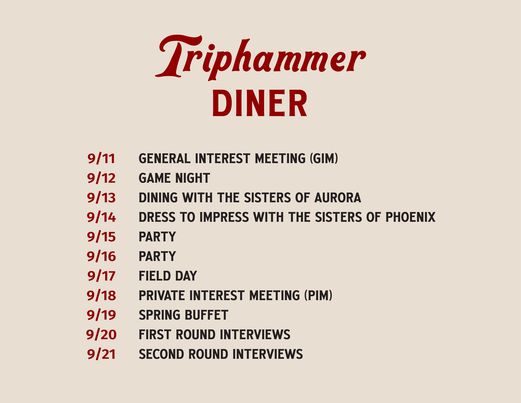 Triphammer
DINER
9/11 GENERAL INTEREST MEETING (GIM)
9/12 GAME NIGHT
9/13 DINING WITH THE SISTERS OF AURORA
9/14 DRESS TO IMPRESS WITH THE SISTERS OF PHOENIX
9/15 PARTY
9/16 PARTY
9/17 FIELD DAY
9/18 PRIVATE INTEREST MEETING (PIM)
9/19 SPRING BUFFET
9/20 FIRST ROUND INTERVIEWS
9/21 SECOND ROUND INTERVIEWS